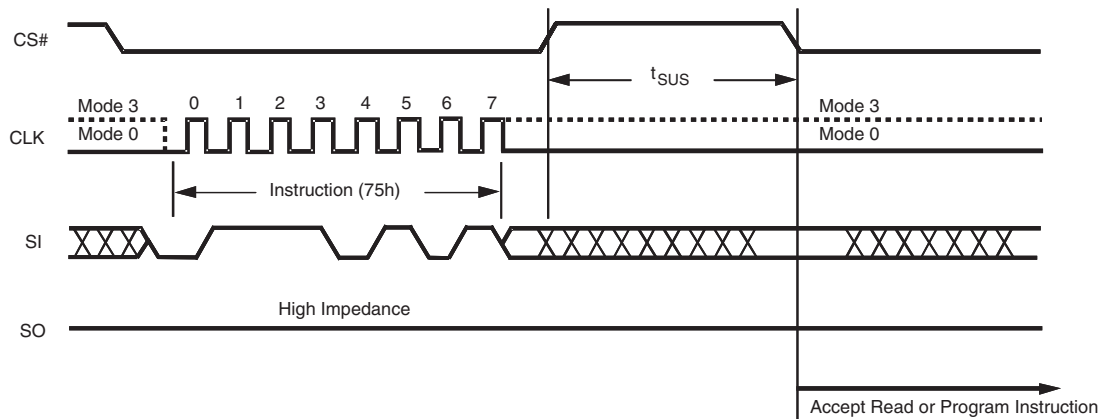 CS#
tSUS
Mode 3
0 1 2 3 4 5 6 7
Mode 3
CLK
Mode 0
Mode 0
Instruction (75h)
SI
High Impedance
SO
Accept Read or Program Instruction